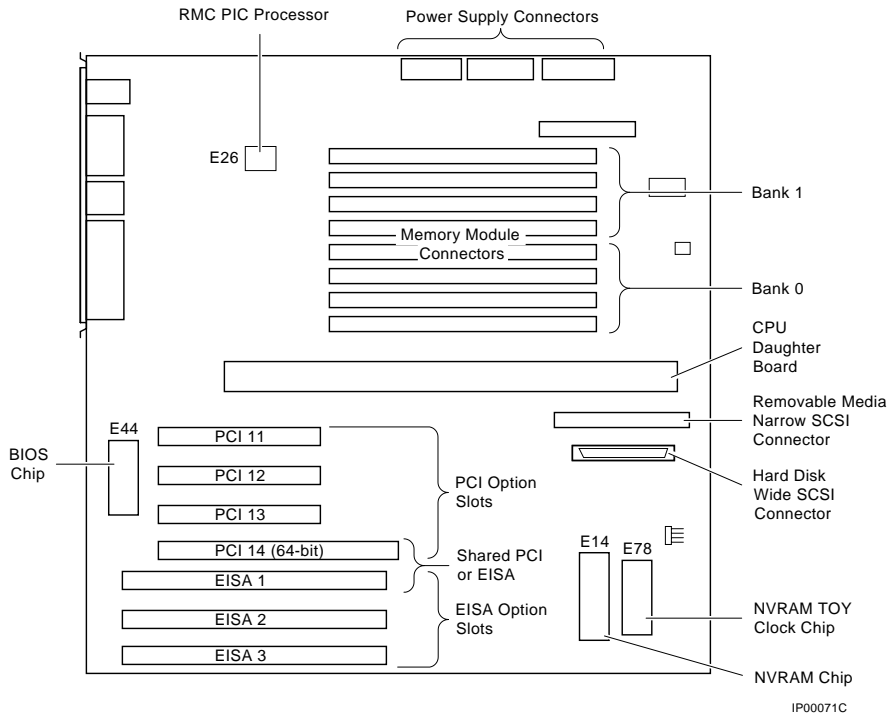 RMC PIC Processor
Power Supply Connectors
E26
Bank 1
Memory Module
Connectors
Bank 0
CPU
Daughter
Board
Removable Media
Narrow SCSI
Connector
E44
PCI 11
BIOS
Chip
PCI 12
PCI Option
Slots
Hard Disk
Wide SCSI
Connector
PCI 13
PCI 14 (64-bit)
Shared PCI
or EISA
E14
E78
EISA 1
EISA 2
EISA Option
Slots
NVRAM TOY
Clock Chip
EISA 3
NVRAM Chip
IP00071C